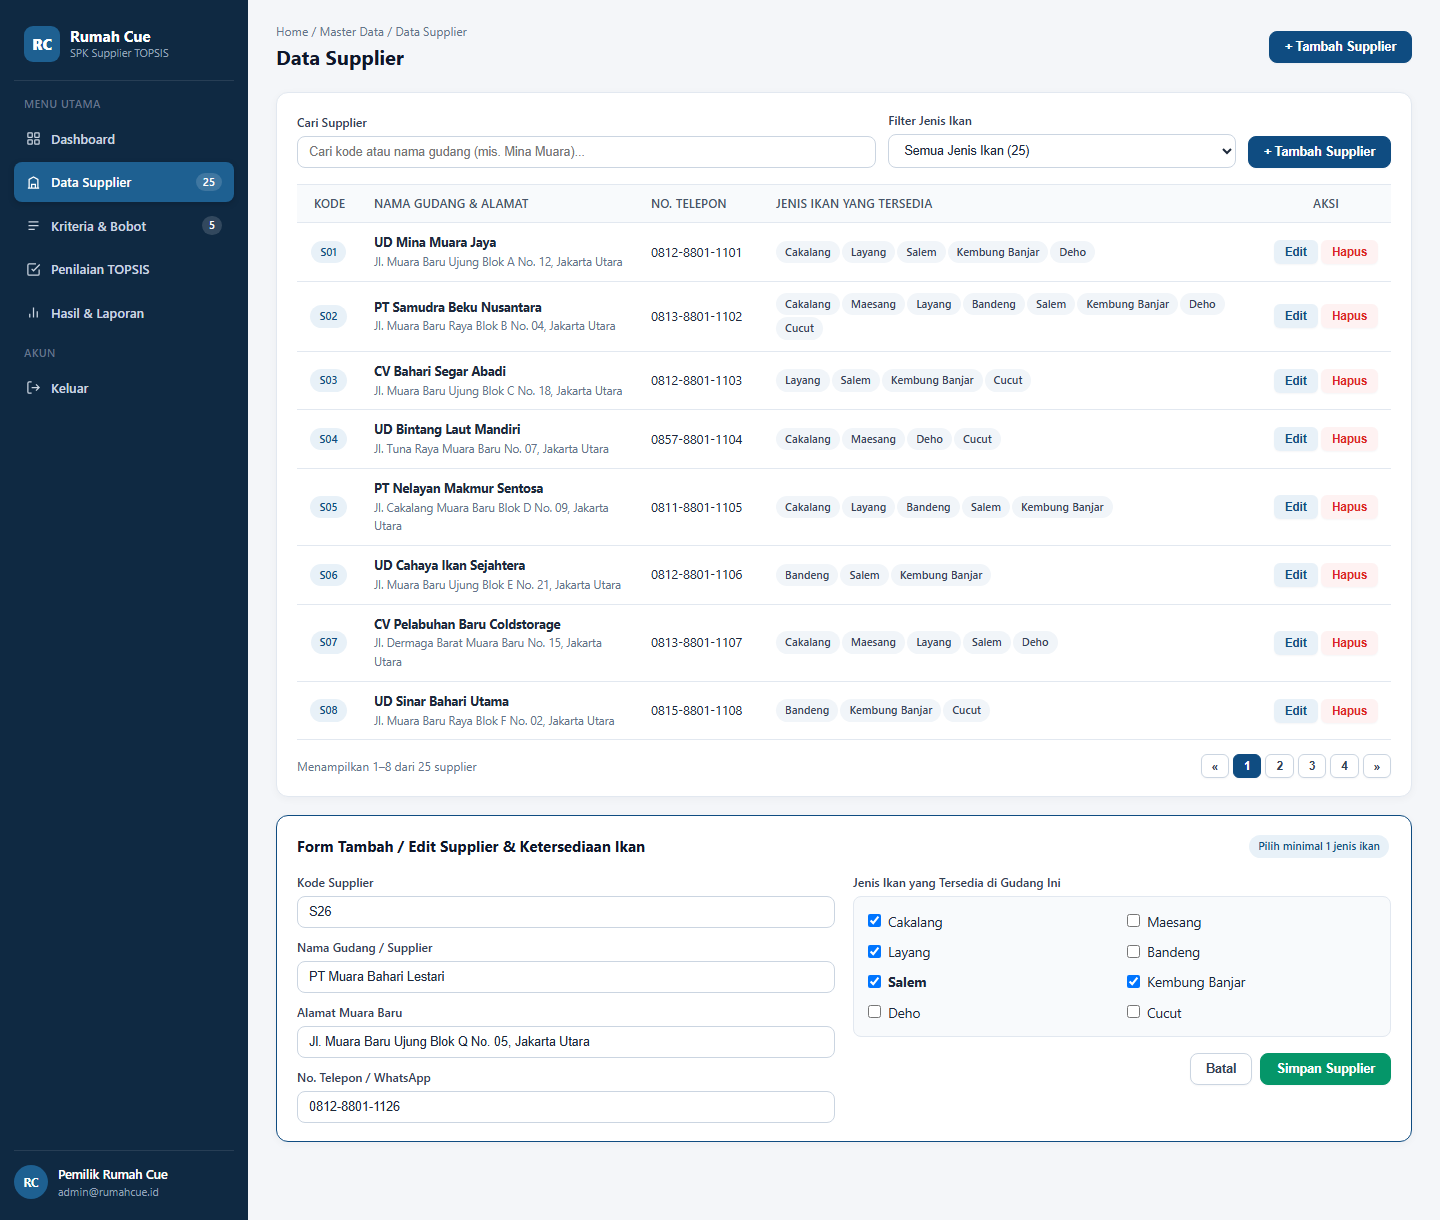 RC
Rumah Cue
SPK Supplier TOPSIS
MENU UTAMA
Dashboard
Data Supplier 25
Kriteria & Bobot 5
Penilaian TOPSIS
Hasil & Laporan
AKUN
Keluar
RC
Pemilik Rumah Cue
admin@rumahcue.id
Home / Master Data / Data Supplier
Data Supplier
+ Tambah Supplier
Cari Supplier
Cari kode atau nama gudang (mis. Mina Muara)...
Filter Jenis Ikan
Semua Jenis Ikan (25)
+ Tambah Supplier
KODE NAMA GUDANG & ALAMAT NO. TELEPON JENIS IKAN YANG TERSEDIA AKSI
S01 UD Mina Muara Jaya 0812-8801-1101 Cakalang Layang Salem Kembung Banjar Deho Edit Hapus
Jl. Muara Baru Ujung Blok A No. 12, Jakarta Utara
S02 PT Samudra Beku Nusantara 0813-8801-1102 Cakalang Maesang Layang Bandeng Salem Kembung Banjar Deho Edit Hapus
Jl. Muara Baru Raya Blok B No. 04, Jakarta Utara Cucut
S03 CV Bahari Segar Abadi 0812-8801-1103 Layang Salem Kembung Banjar Cucut Edit Hapus
Jl. Muara Baru Ujung Blok C No. 18, Jakarta Utara
S04 UD Bintang Laut Mandiri 0857-8801-1104 Cakalang Maesang Deho Cucut Edit Hapus
Jl. Tuna Raya Muara Baru No. 07, Jakarta Utara
S05 PT Nelayan Makmur Sentosa 0811-8801-1105 Cakalang Layang Bandeng Salem Kembung Banjar Edit Hapus
Jl. Cakalang Muara Baru Blok D No. 09, Jakarta
Utara
S06 UD Cahaya Ikan Sejahtera 0812-8801-1106 Bandeng Salem Kembung Banjar Edit Hapus
Jl. Muara Baru Ujung Blok E No. 21, Jakarta Utara
S07 CV Pelabuhan Baru Coldstorage 0813-8801-1107 Cakalang Maesang Layang Salem Deho Edit Hapus
Jl. Dermaga Barat Muara Baru No. 15, Jakarta
Utara
S08 UD Sinar Bahari Utama 0815-8801-1108 Bandeng Kembung Banjar Cucut Edit Hapus
Jl. Muara Baru Raya Blok F No. 02, Jakarta Utara
Menampilkan 1–8 dari 25 supplier
« 1 2 3 4 »
Form Tambah / Edit Supplier & Ketersediaan Ikan
Pilih minimal 1 jenis ikan
Kode Supplier
S26
Nama Gudang / Supplier
PT Muara Bahari Lestari
Alamat Muara Baru
Jl. Muara Baru Ujung Blok Q No. 05, Jakarta Utara
No. Telepon / WhatsApp
0812-8801-1126
Jenis Ikan yang Tersedia di Gudang Ini
Cakalang Maesang
Layang Bandeng
Salem Kembung Banjar
Deho Cucut
Batal Simpan Supplier